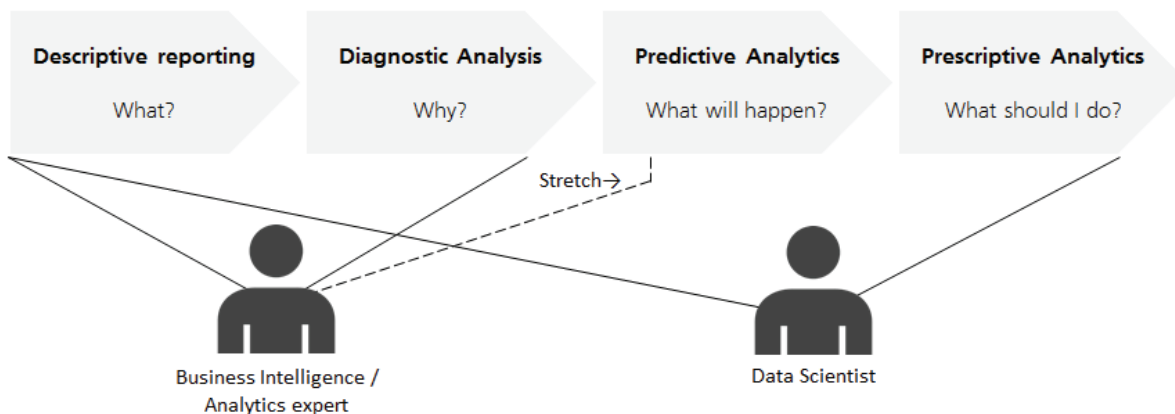 Descriptive reporting
What?
Diagnostic Analysis
Why?
Predictive Analytics
What will happen?
Prescriptive Analytics
What should I do?
Stretch→
Business Intelligence /
Analytics expert
Data Scientist